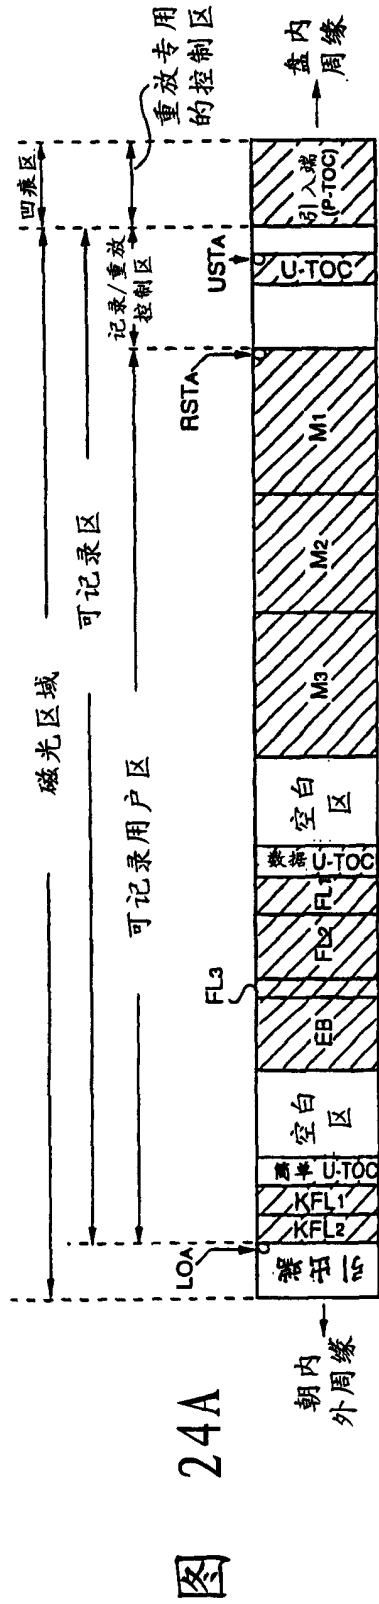 凹痕区
重放专用
的控制区
磁光区域
可记录区
记录/重放
控制区
可记录用户区
盘内
周缘
引入端
(P-TOC)
USTA
U-TOC
RSTA
M1
M2
M3
空白
区
数据 U-TOC
FL1
FL2
FL3
EB
空白
区
简单 U-TOC
KFL1
KFL2
LOA
引出端
朝内
外周缘
图 24A